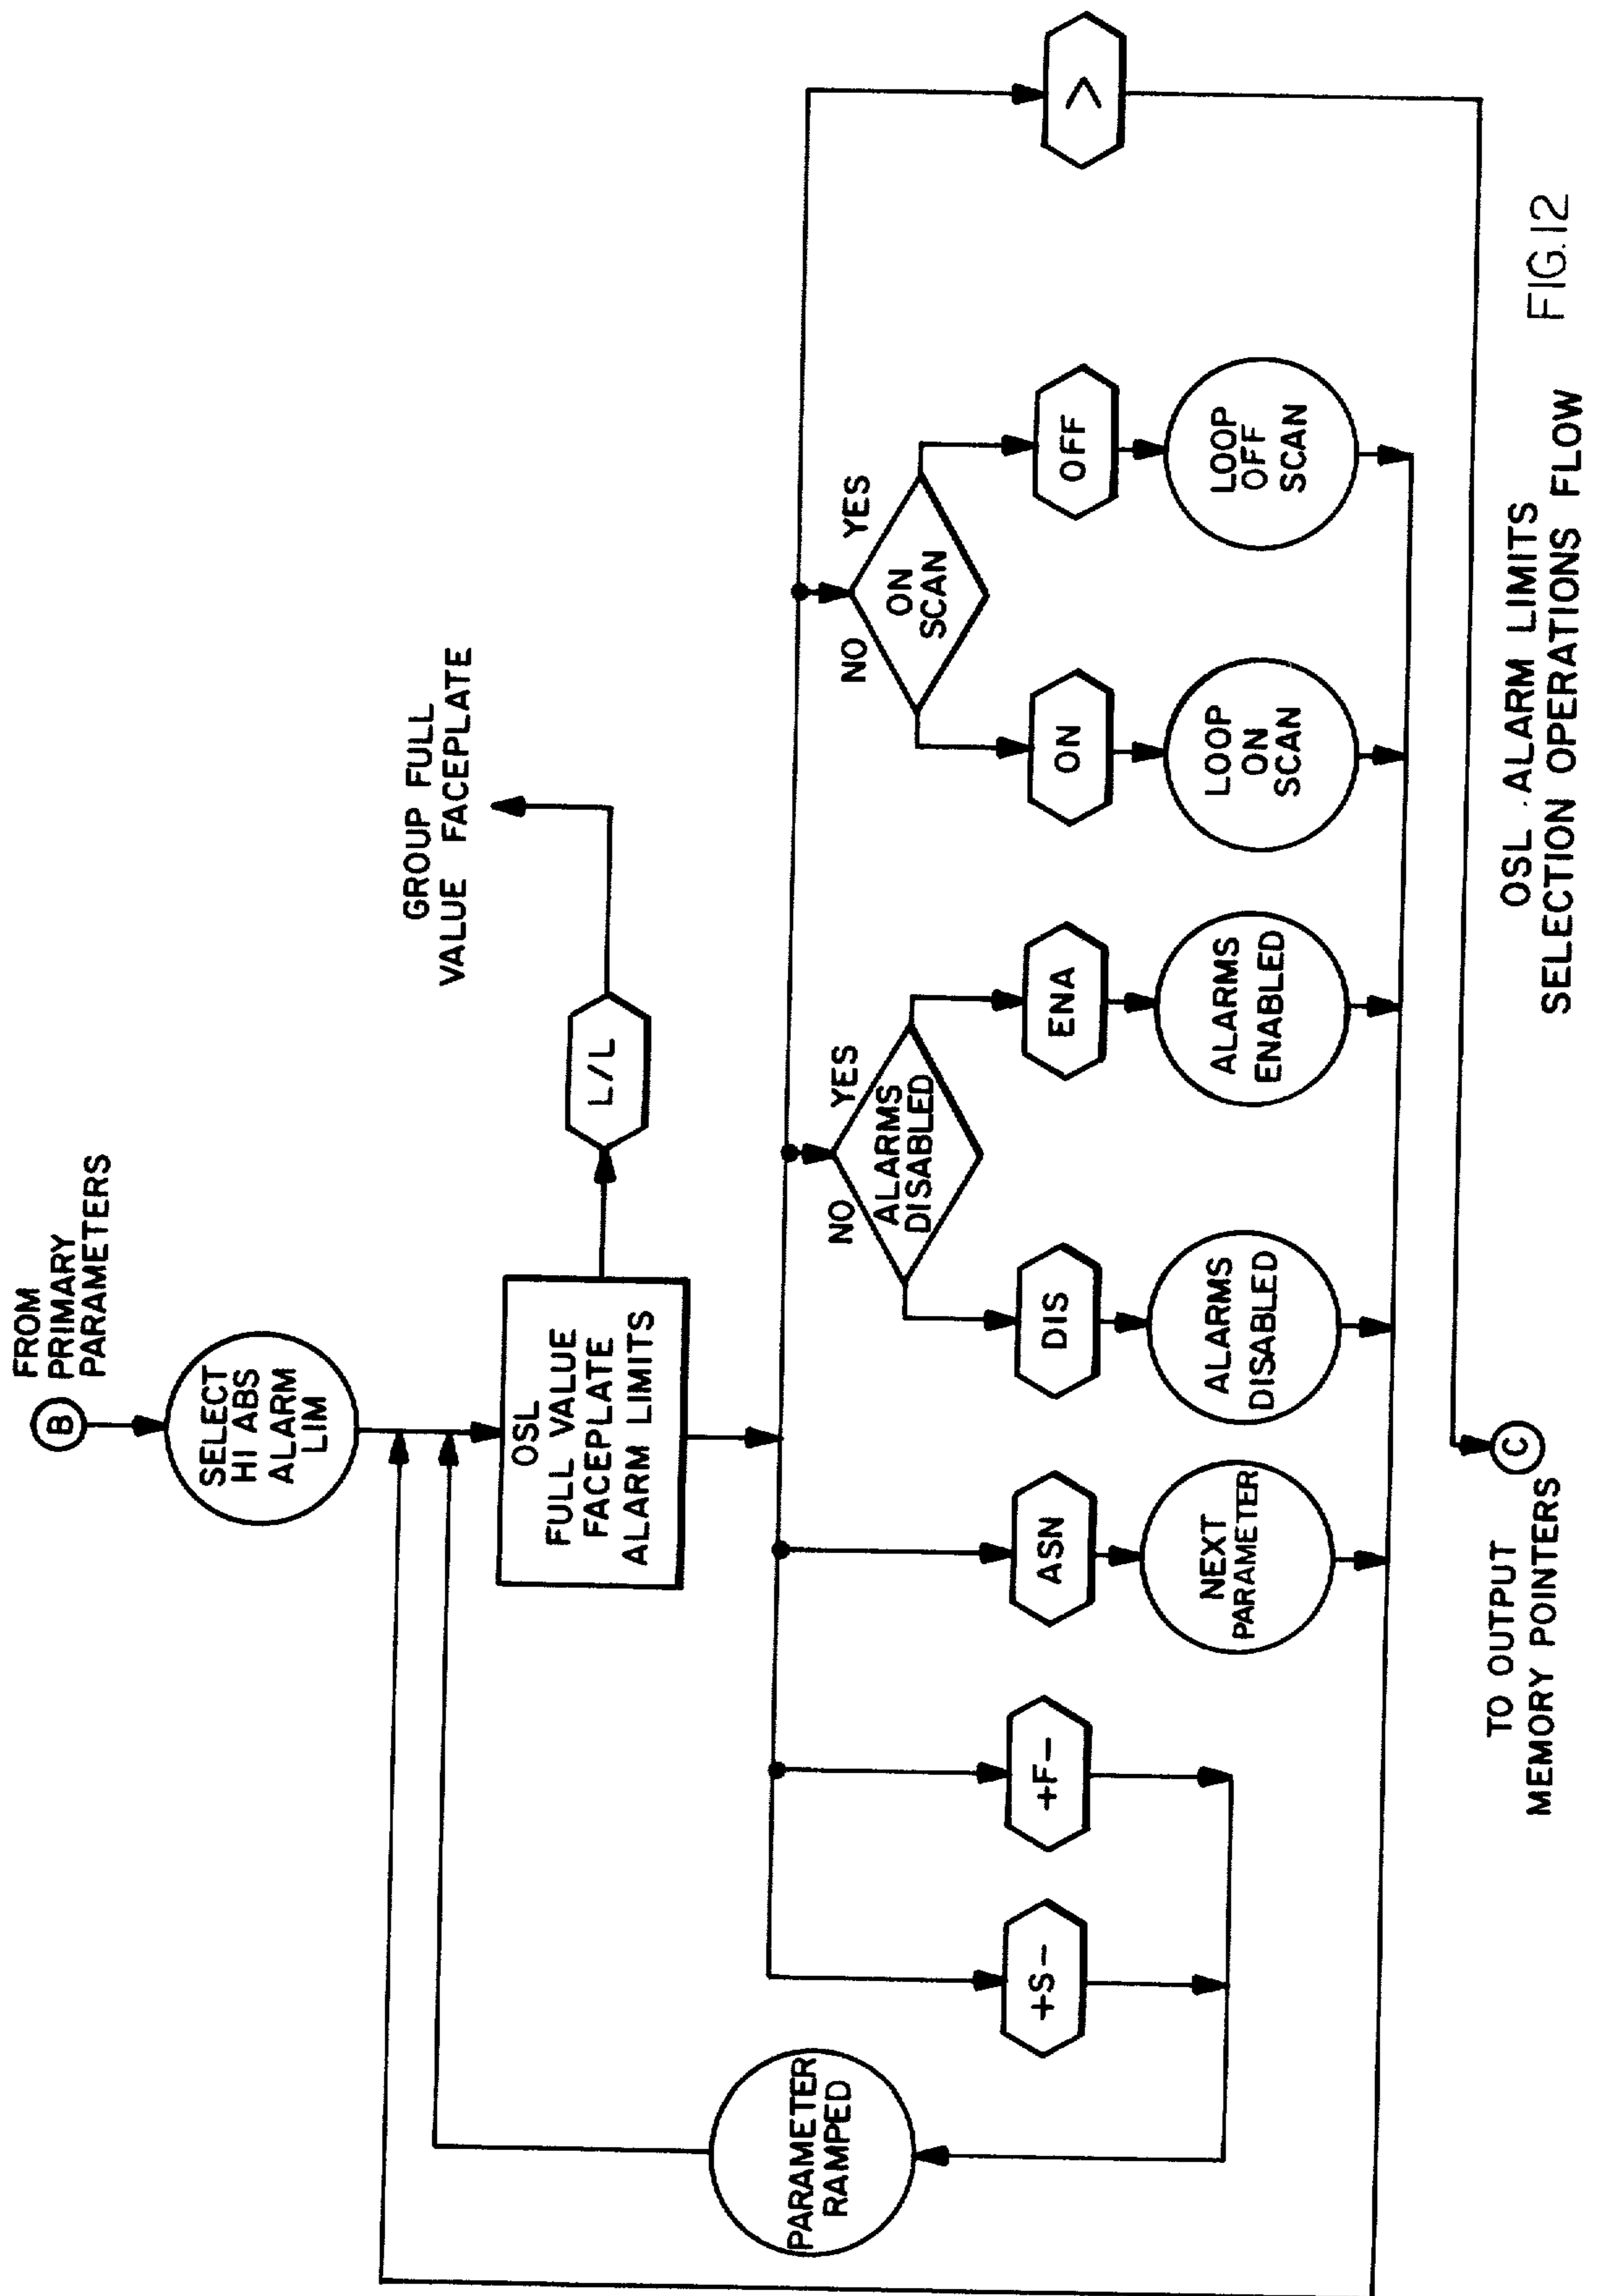 FROM
PRIMARY
PARAMETERS
B
SELECT
HI ABS
ALARM
LIM
GROUP FULL
VALUE FACEPLATE
OSL
FULL VALUE
FACEPLATE
ALARM LIMITS
L/L
PARAMETER
RAMPED
NO
ALARMS
DISABLED
YES
NO
ON
SCAN
YES
+S-
+F-
ASN
DIS
ENA
ON
OFF
>
NEXT
PARAMETER
ALARMS
DISABLED
ALARMS
ENABLED
LOOP
ON
SCAN
LOOP
OFF
SCAN
TO OUTPUT
MEMORY POINTERS
C
OSL ALARM LIMITS
SELECTION OPERATIONS FLOW
FIG.12